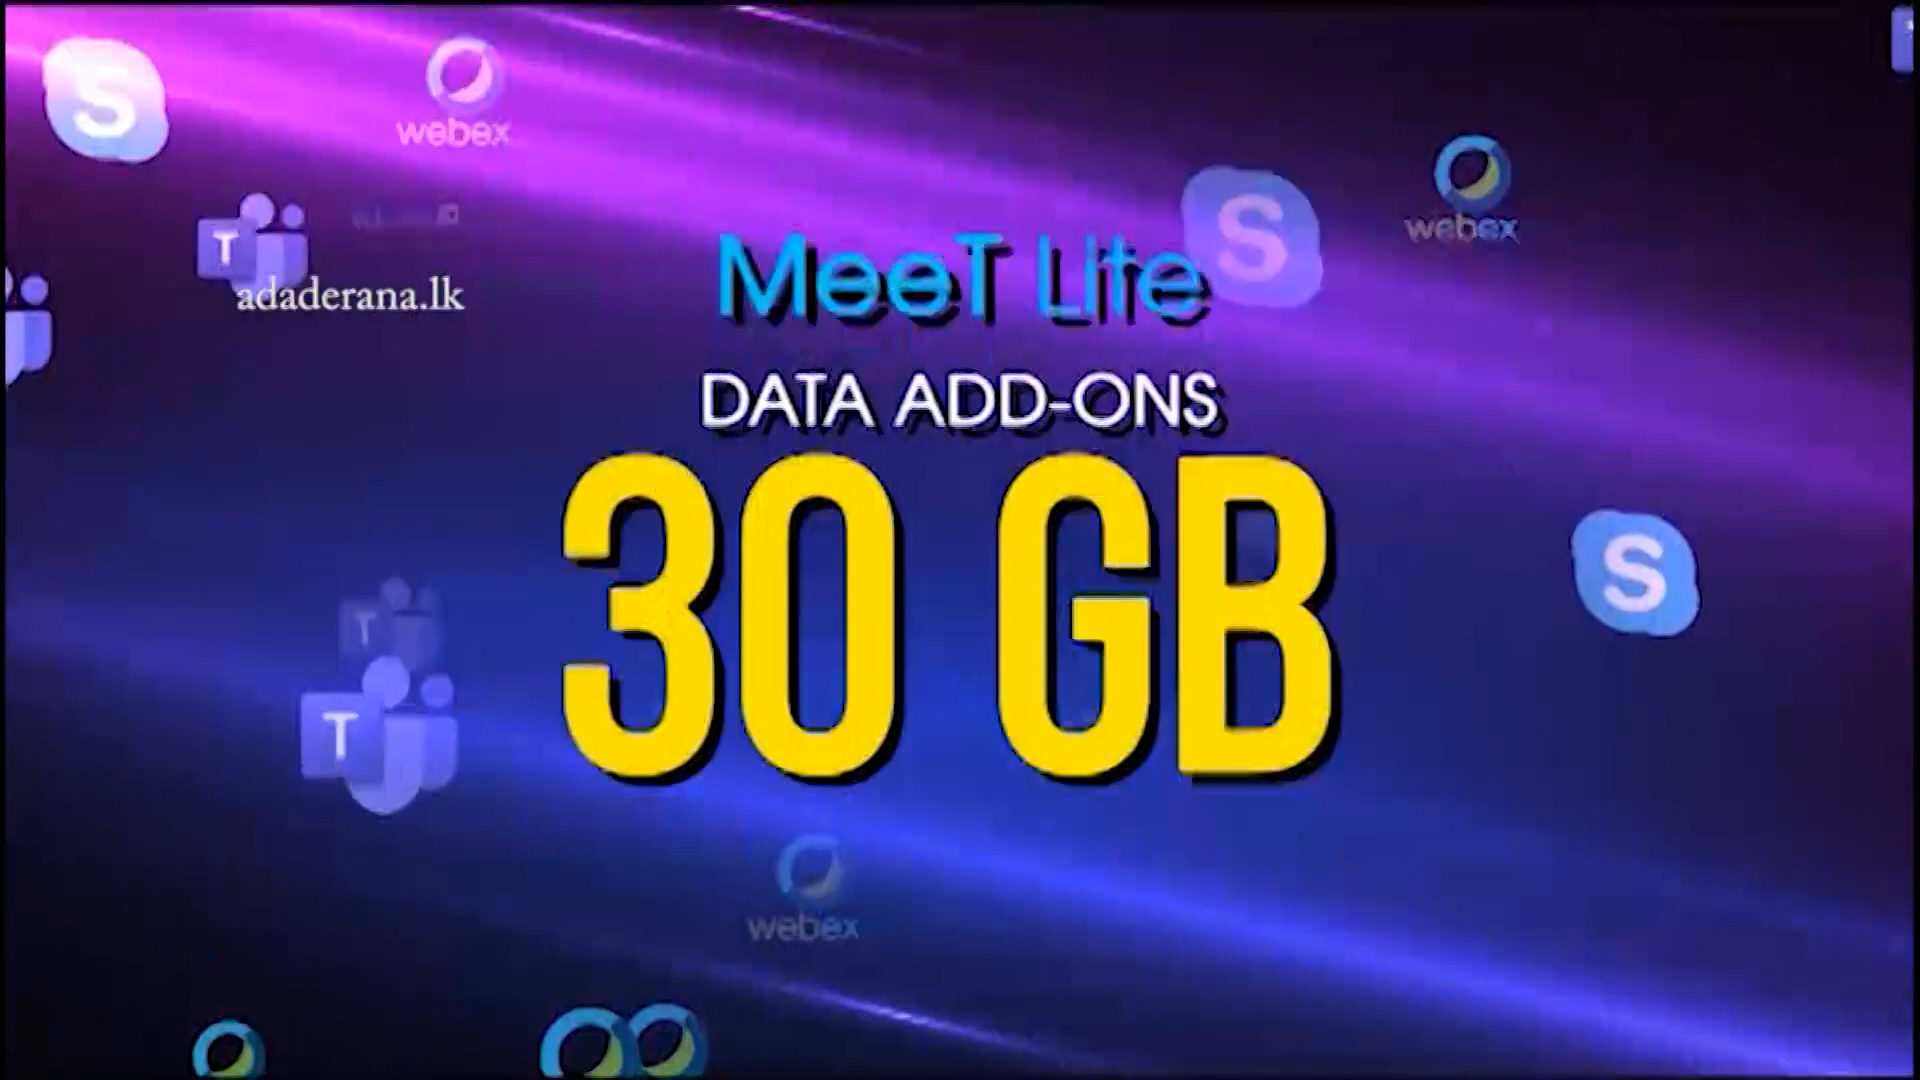 webex
webex
adaderana.lk
MeeT Lite
DATA ADD-ONS
30 GB
webex